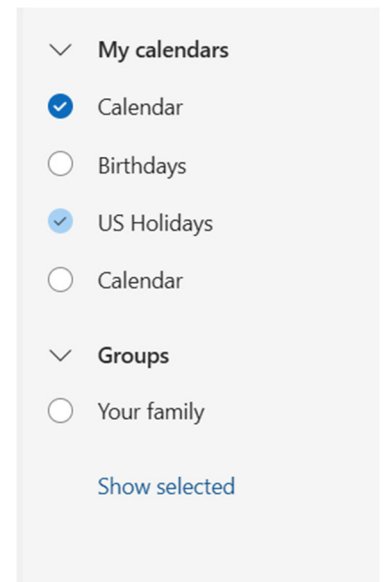 My calendars
Calendar
Birthdays
US Holidays
Calendar
Groups
Your family
Show selected